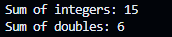 Sum of integers: 15
Sum of doubles: 6